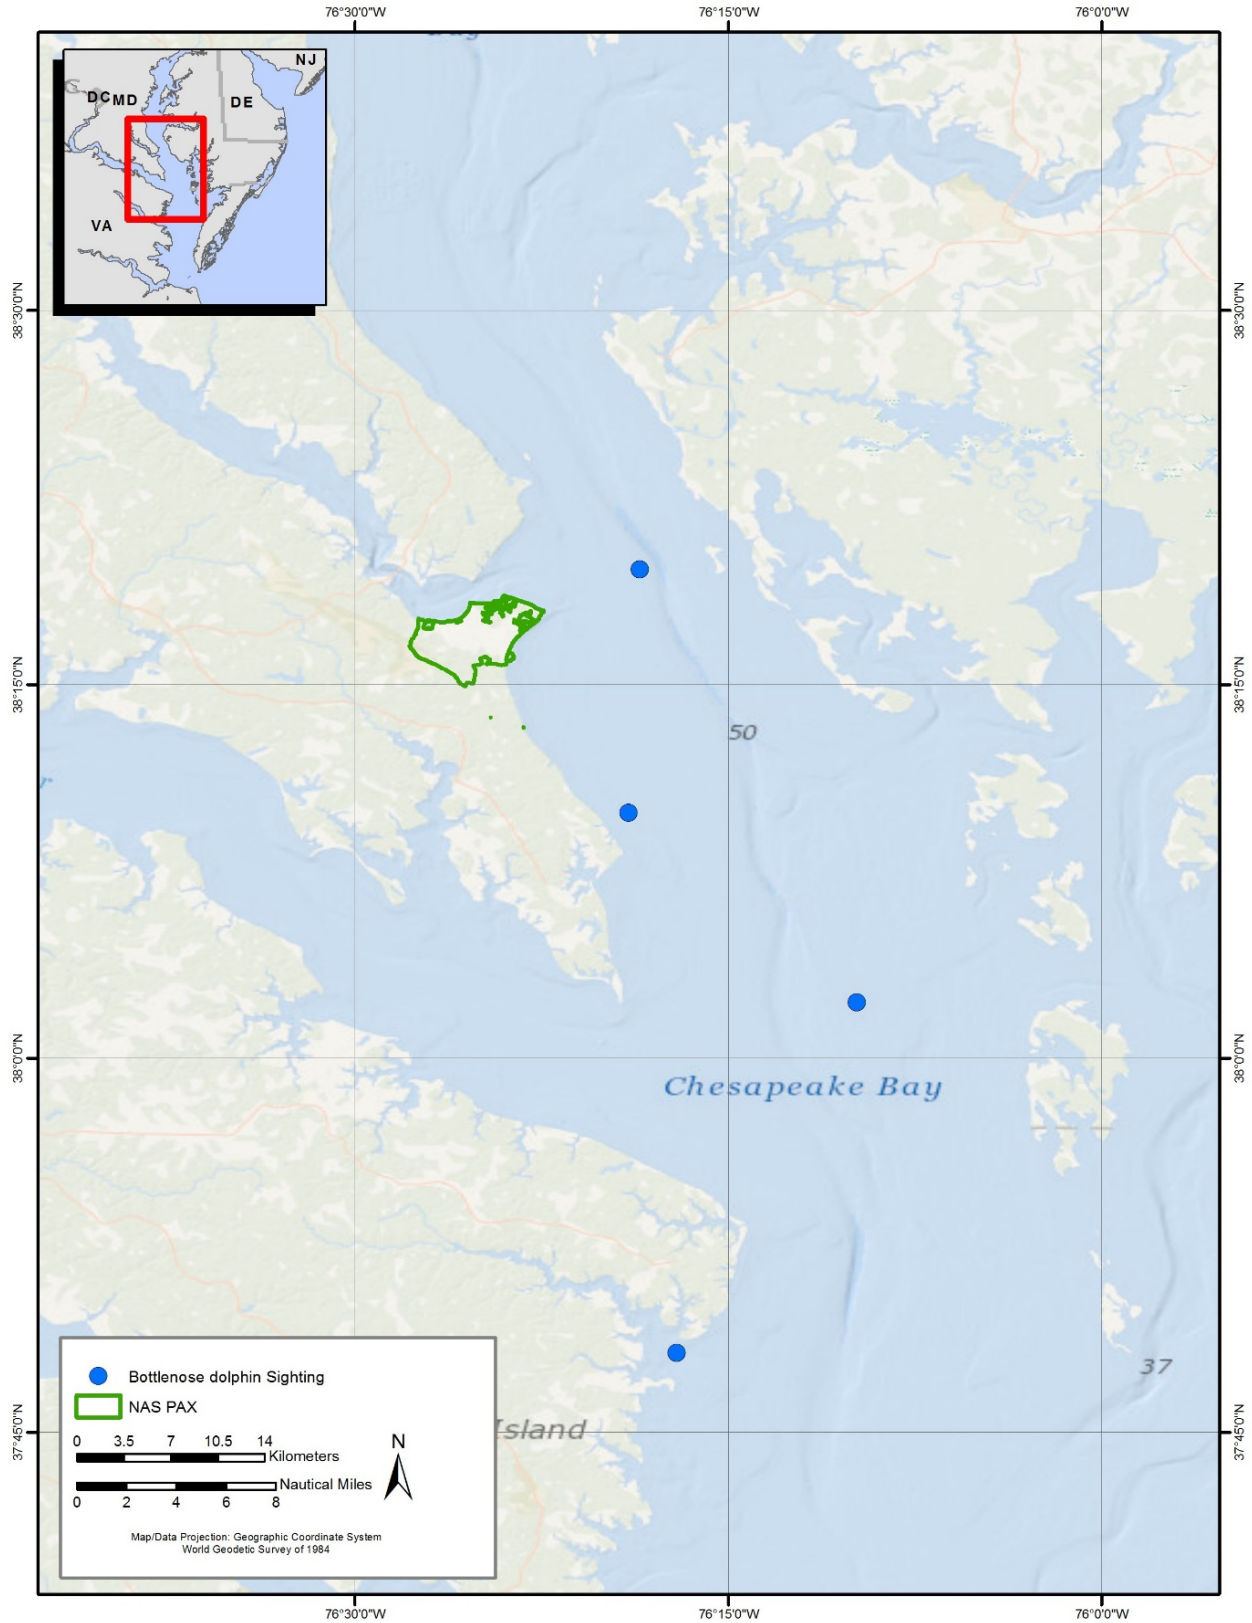 76°30'0"W
76°15'0"W
76°0'0"W
Bay
NJ
DC MD
DE
VA
38°30'0"N
38°30'0"N
38°15'0"N
38°15'0"N
50
r
38°0'0"N
38°0'0"N
Chesapeake Bay
37
Bottlenose dolphin Sighting
NAS PAX
Island
37°45'0"N
37°45'0"N
0 3.5 7 10.5 14
Kilometers
N
Nautical Miles
0 2 4 6 8
Map/Data Projection: Geographic Coordinate System
World Geodetic Survey of 1984
76°30'0"W
76°15'0"W
76°0'0"W